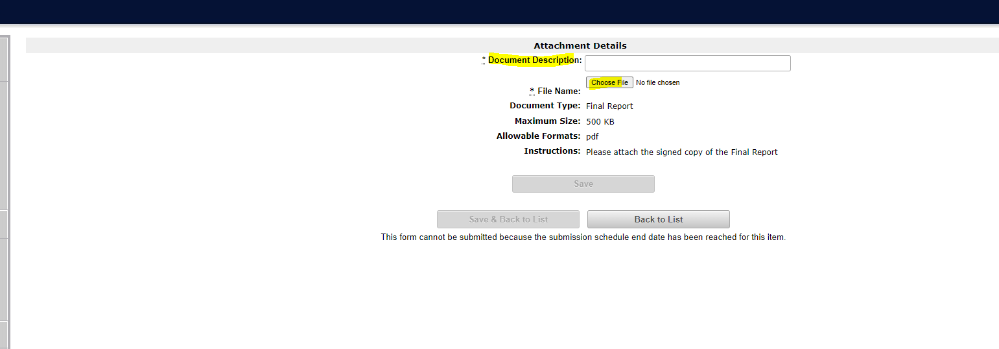 Attachment Details
* Document Description:
Choose File No file chosen
* File Name:
Document Type: Final Report
Maximum Size: 500 KB
Allowable Formats: pdf
Instructions: Please attach the signed copy of the Final Report
Save
Save & Back to List Back to List
This form cannot be submitted because the submission schedule end date has been reached for this item.